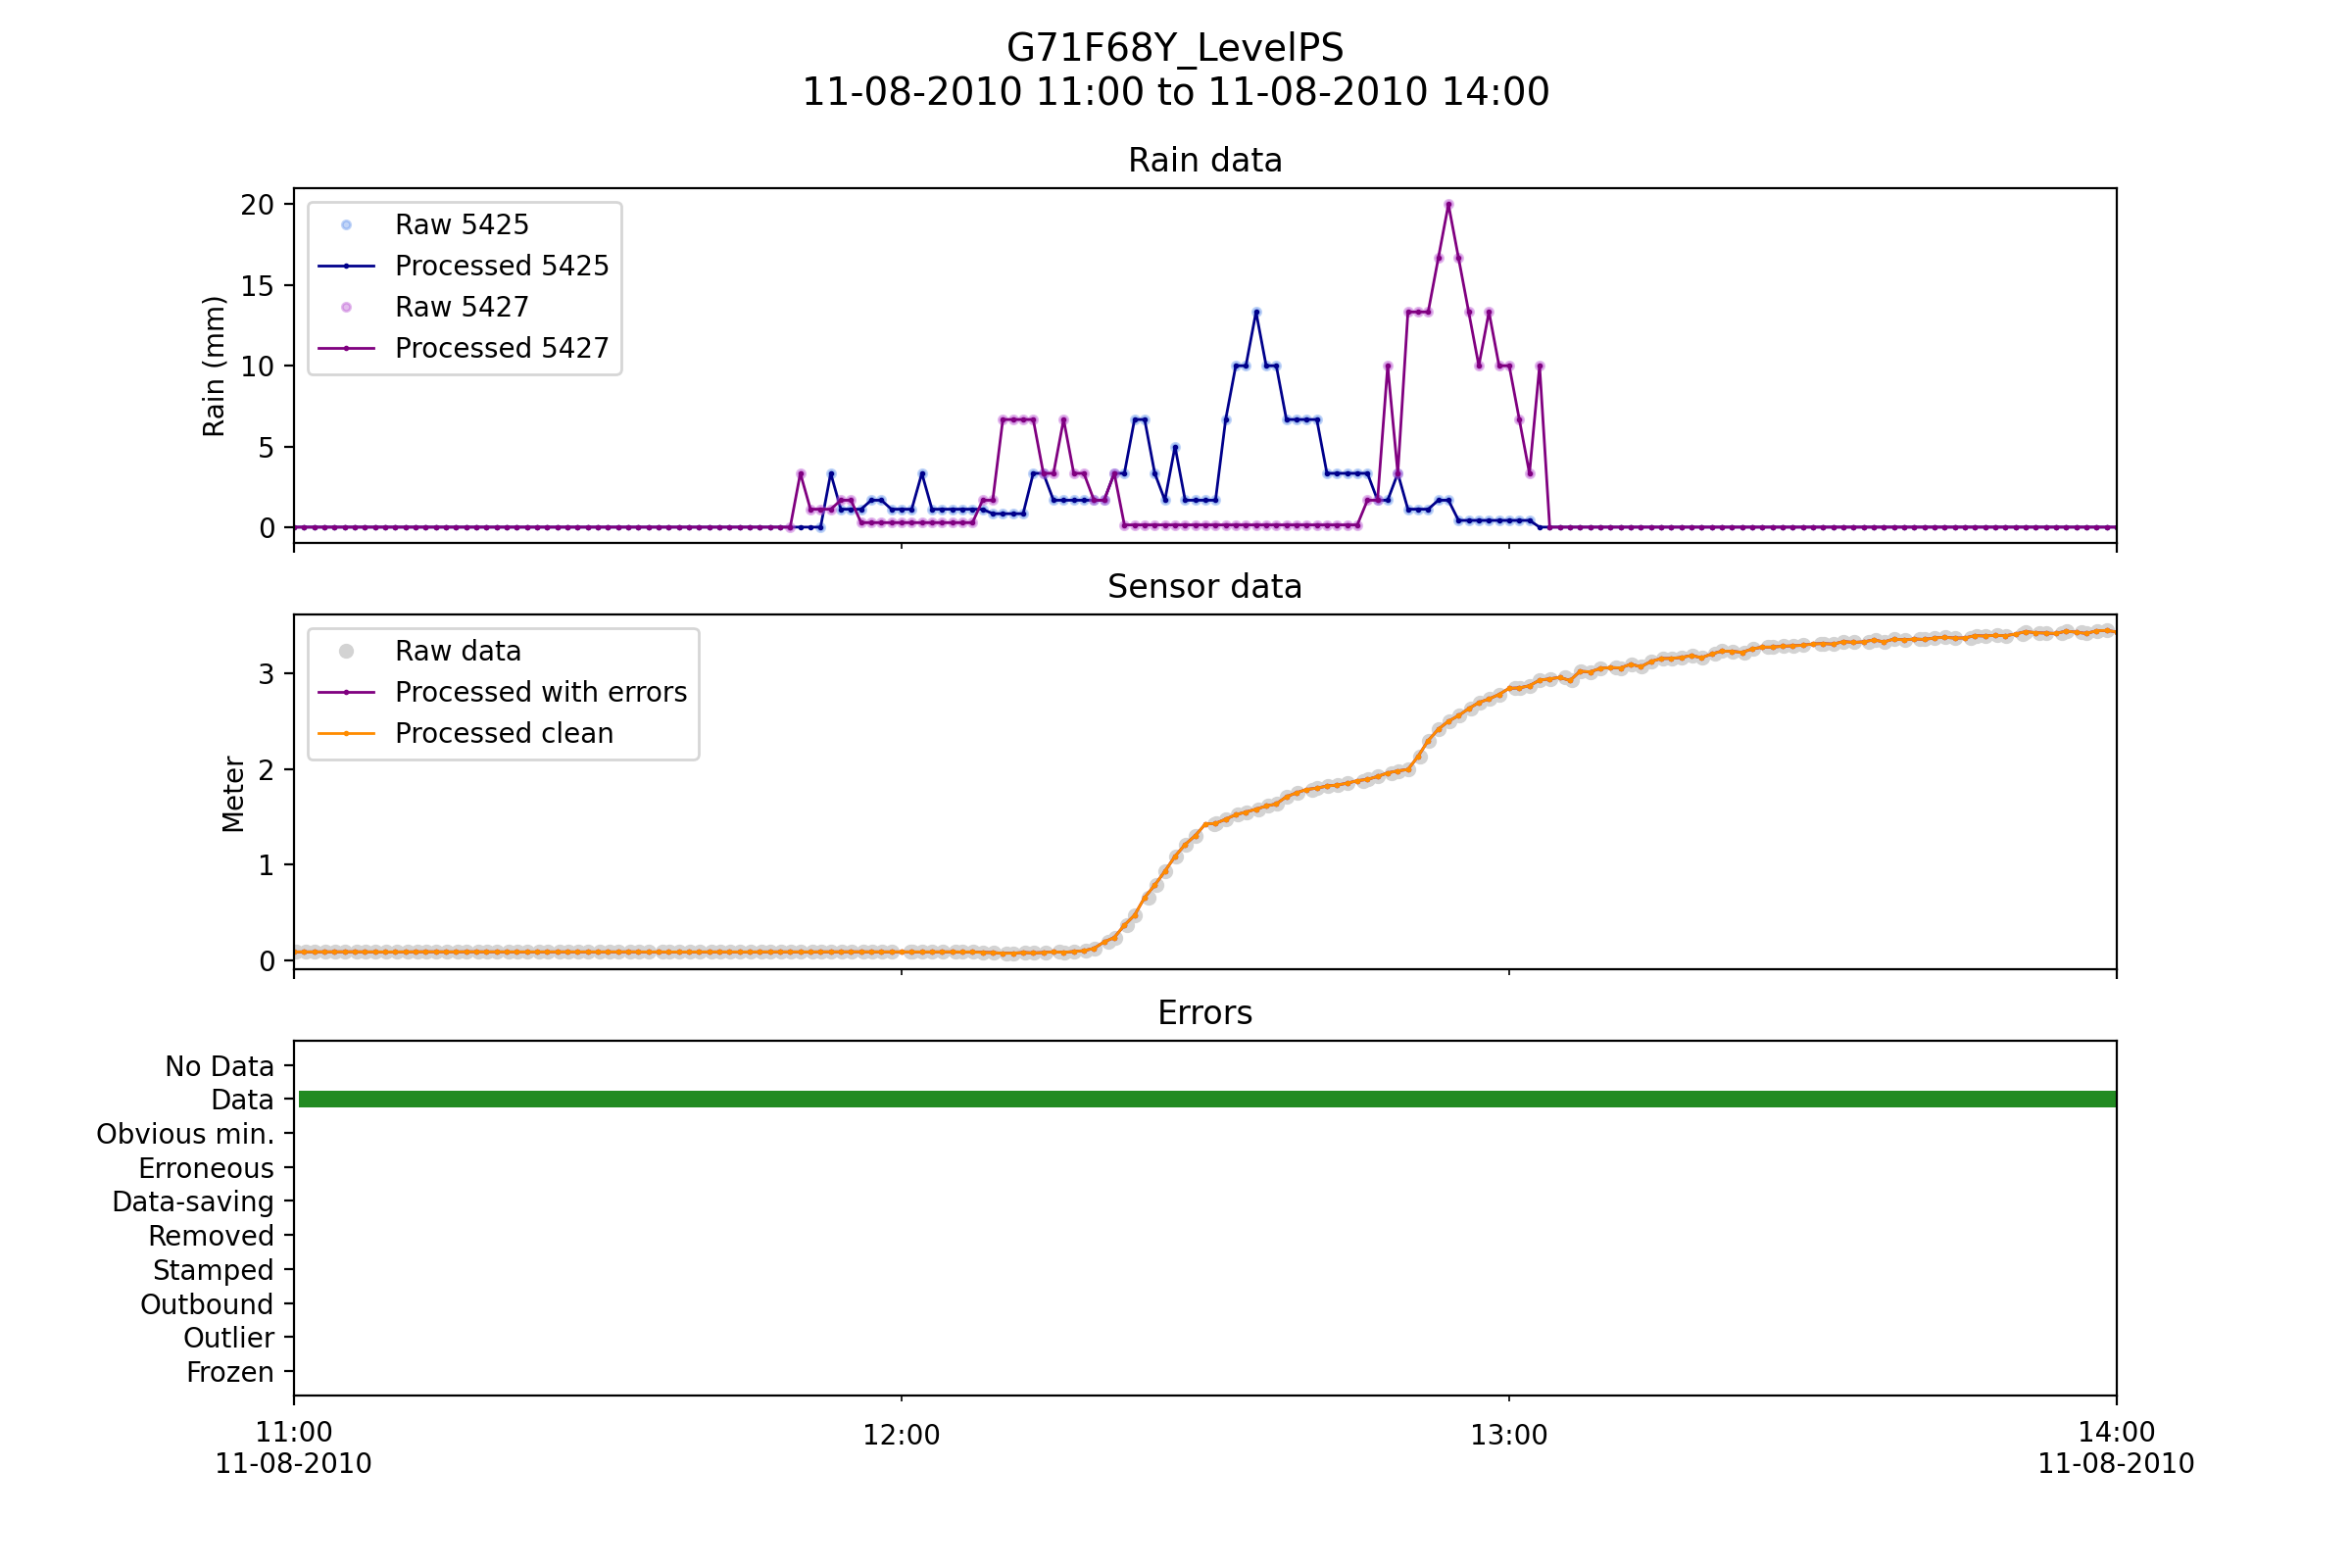 G71F68Y_LevelPS
11-08-2010 11:00 to 11-08-2010 14:00
Rain data
Rain (mm)
20
15
10
5
0
Raw 5425
Processed 5425
Raw 5427
Processed 5427
Sensor data
Meter
3
2
1
0
Raw data
Processed with errors
Processed clean
Errors
No Data
Data
Obvious min.
Erroneous
Data-saving
Removed
Stamped
Outbound
Outlier
Frozen
11:00
11-08-2010
12:00
13:00
14:00
11-08-2010